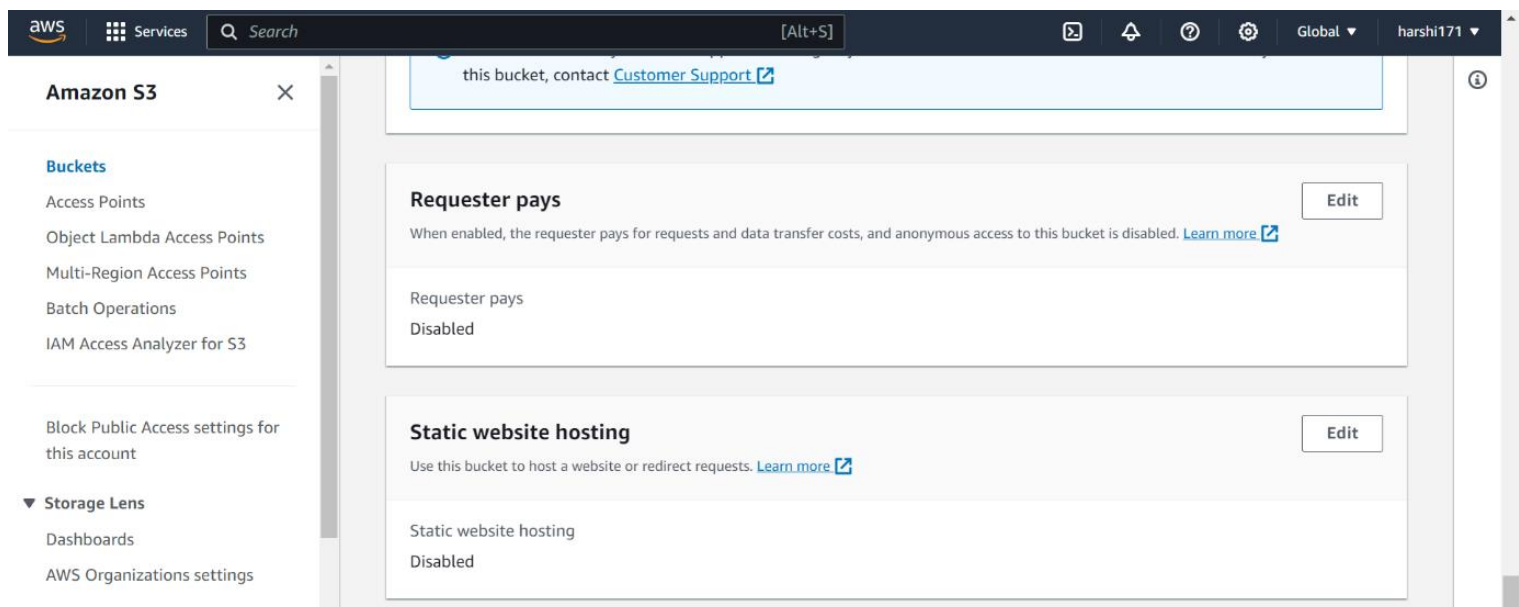 aws
Services
Search
[Alt+S]
Global
harshi171
Amazon S3
Buckets
Access Points
Object Lambda Access Points
Multi-Region Access Points
Batch Operations
IAM Access Analyzer for S3
Block Public Access settings for
this account
Storage Lens
Dashboards
AWS Organizations settings
this bucket, contact Customer Support
Requester pays
Edit
When enabled, the requester pays for requests and data transfer costs, and anonymous access to this bucket is disabled. Learn more
Requester pays
Disabled
Static website hosting
Edit
Use this bucket to host a website or redirect requests. Learn more
Static website hosting
Disabled